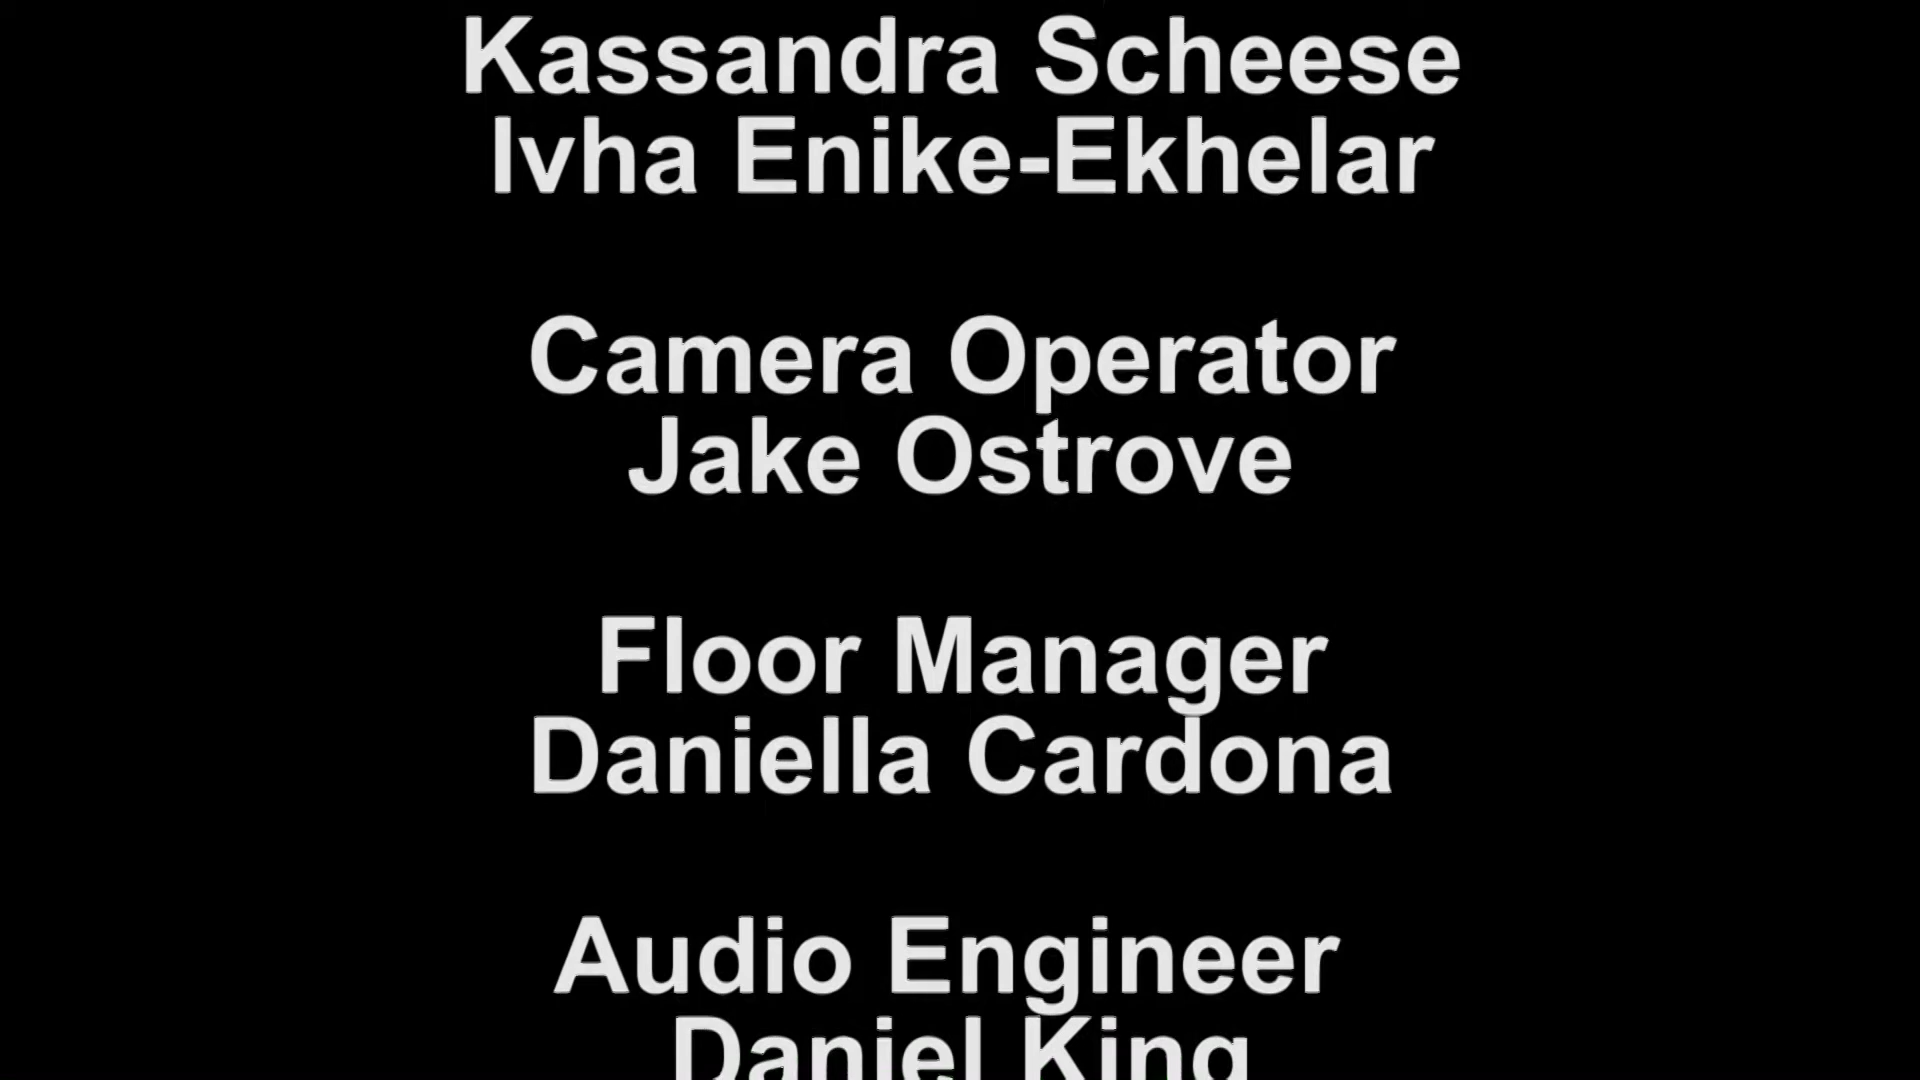 Kassandra Scheese
Ivha Enike-Ekhelar
Camera Operator
Jake Ostrove
Floor Manager
Daniella Cardona
Audio Engineer
Daniel King